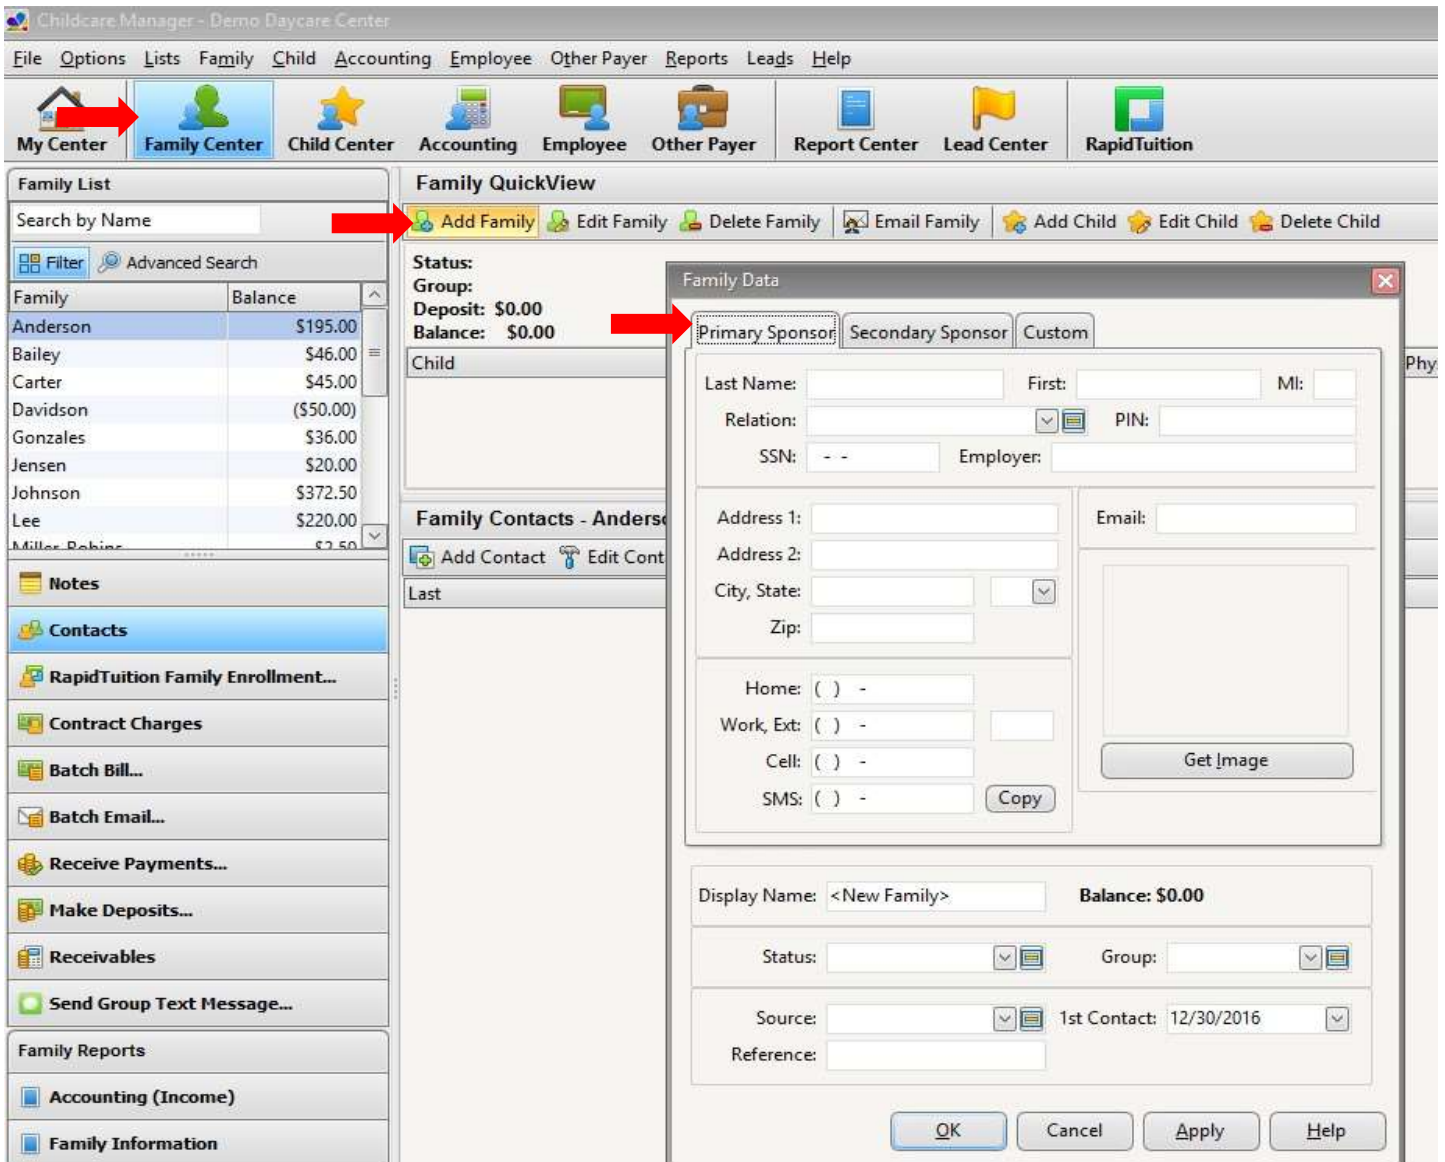 Childcare Manager - Demo Daycare Center
File Options Lists Family Child Accounting Employee Other Payer Reports Leads Help
My Center Family Center Child Center Accounting Employee Other Payer Report Center Lead Center RapidTuition
Family List
Search by Name
Filter Advanced Search
Family Balance
Anderson $195.00
Bailey $46.00
Carter $45.00
Davidson ($50.00)
Gonzales $36.00
Jensen $20.00
Johnson $372.50
Lee $220.00
Notes
Contacts
RapidTuition Family Enrollment...
Contract Charges
Batch Bill...
Batch Email...
Receive Payments...
Make Deposits...
Receivables
Send Group Text Message...
Family Reports
Accounting (Income)
Family Information
Family QuickView
Add Family Edit Family Delete Family Email Family Add Child Edit Child Delete Child
Status:
Group:
Deposit: $0.00
Balance: $0.00
Child Phy
Family Contacts - Anderso
Add Contact Edit Cont
Last
Family Data
Primary Sponsor Secondary Sponsor Custom
Last Name: First: MI:
Relation: PIN:
SSN: - - Employer:
Address 1: Email:
Address 2:
City, State:
Zip:
Home: ( ) -
Work, Ext: ( ) -
Cell: ( ) -
SMS: ( ) - Copy
Get Image
Display Name: <New Family> Balance: $0.00
Status: Group:
Source: 1st Contact: 12/30/2016
Reference:
OK Cancel Apply Help